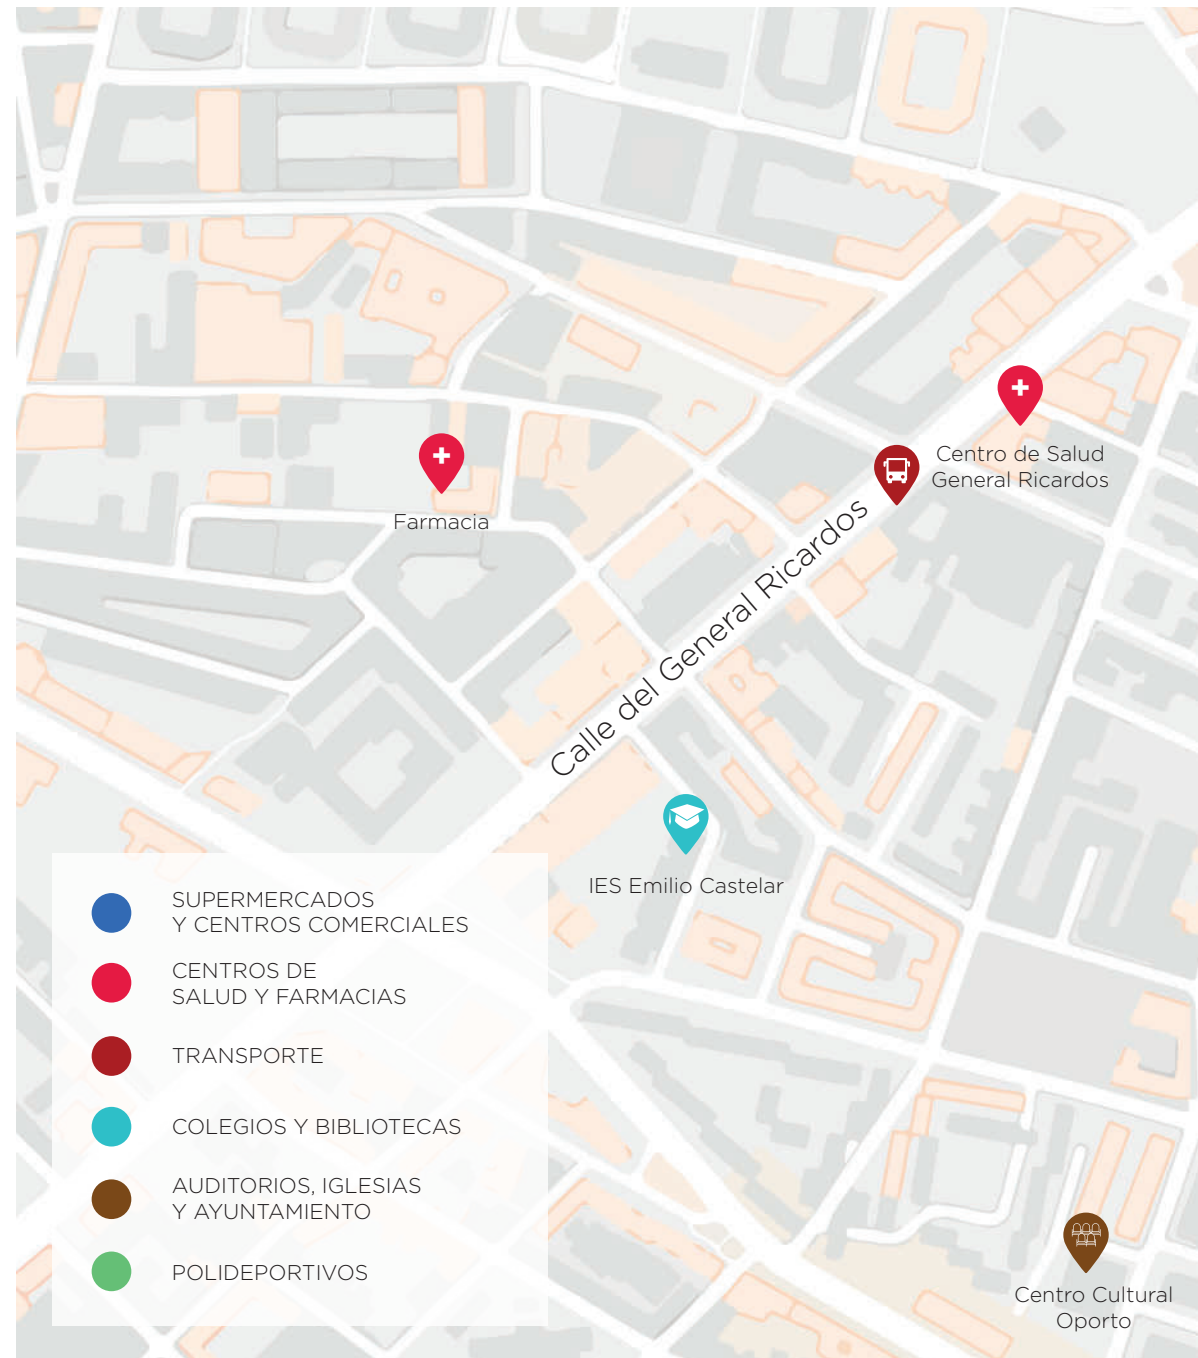 Centro de Salud
General Ricardos
Farmacia
Calle del General Ricardos
IES Emilio Castelar
SUPERMERCADOS
Y CENTROS COMERCIALES
CENTROS DE
SALUD Y FARMACIAS
TRANSPORTE
COLEGIOS Y BIBLIOTECAS
AUDITORIOS, IGLESIAS
Y AYUNTAMIENTO
POLIDEPORTIVOS
Centro Cultural
Oporto